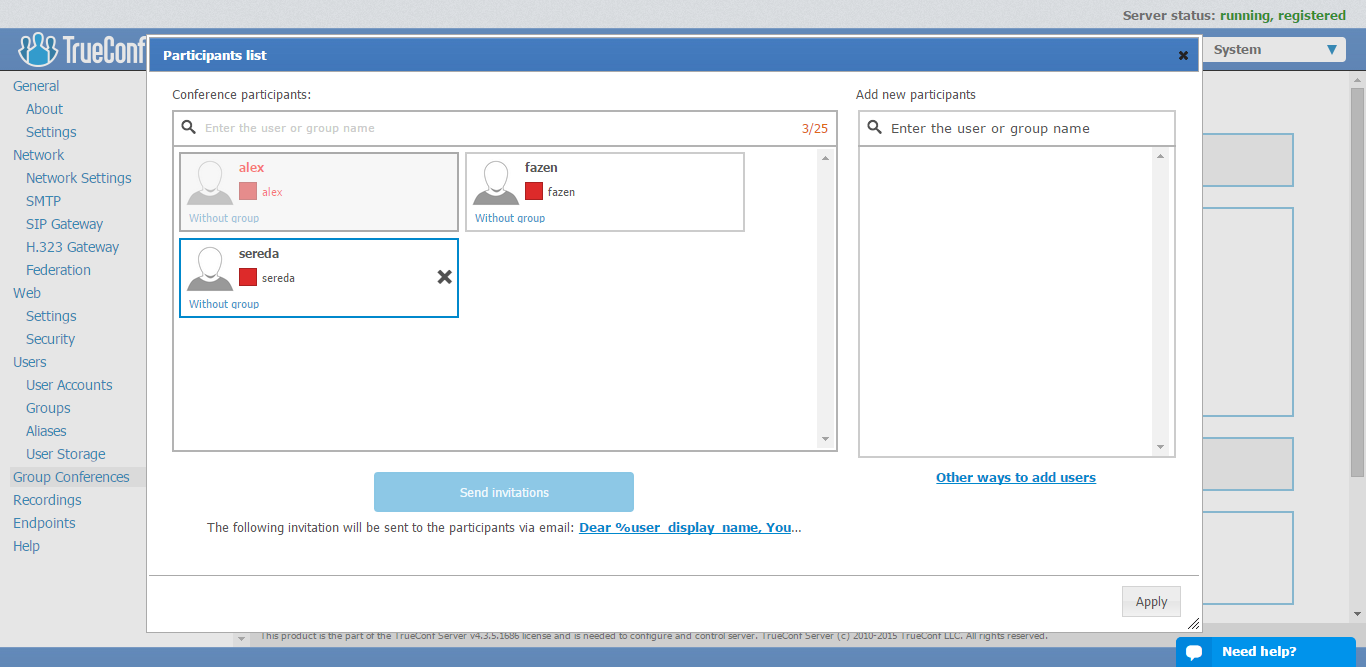 Server status: running, registered
TrueConf
System
Participants list
General
About
Settings
Network
Network Settings
SMTP
SIP Gateway
H.323 Gateway
Federation
Web
Settings
Security
Users
User Accounts
Groups
Aliases
User Storage
Group Conferences
Recordings
Endpoints
Help
Conference participants:
Enter the user or group name 3/25
alex
alex
Without group
fazen
fazen
Without group
sereda
sereda
Without group
Send invitations
The following invitation will be sent to the participants via email: Dear %user_display_name, You...
Add new participants
Enter the user or group name
Other ways to add users
Apply
This product is the part of the TrueConf Server v4.3.5.1686 license and is needed to configure and control server. TrueConf Server (c) 2010-2015 TrueConf LLC. All rights reserved.
Need help?